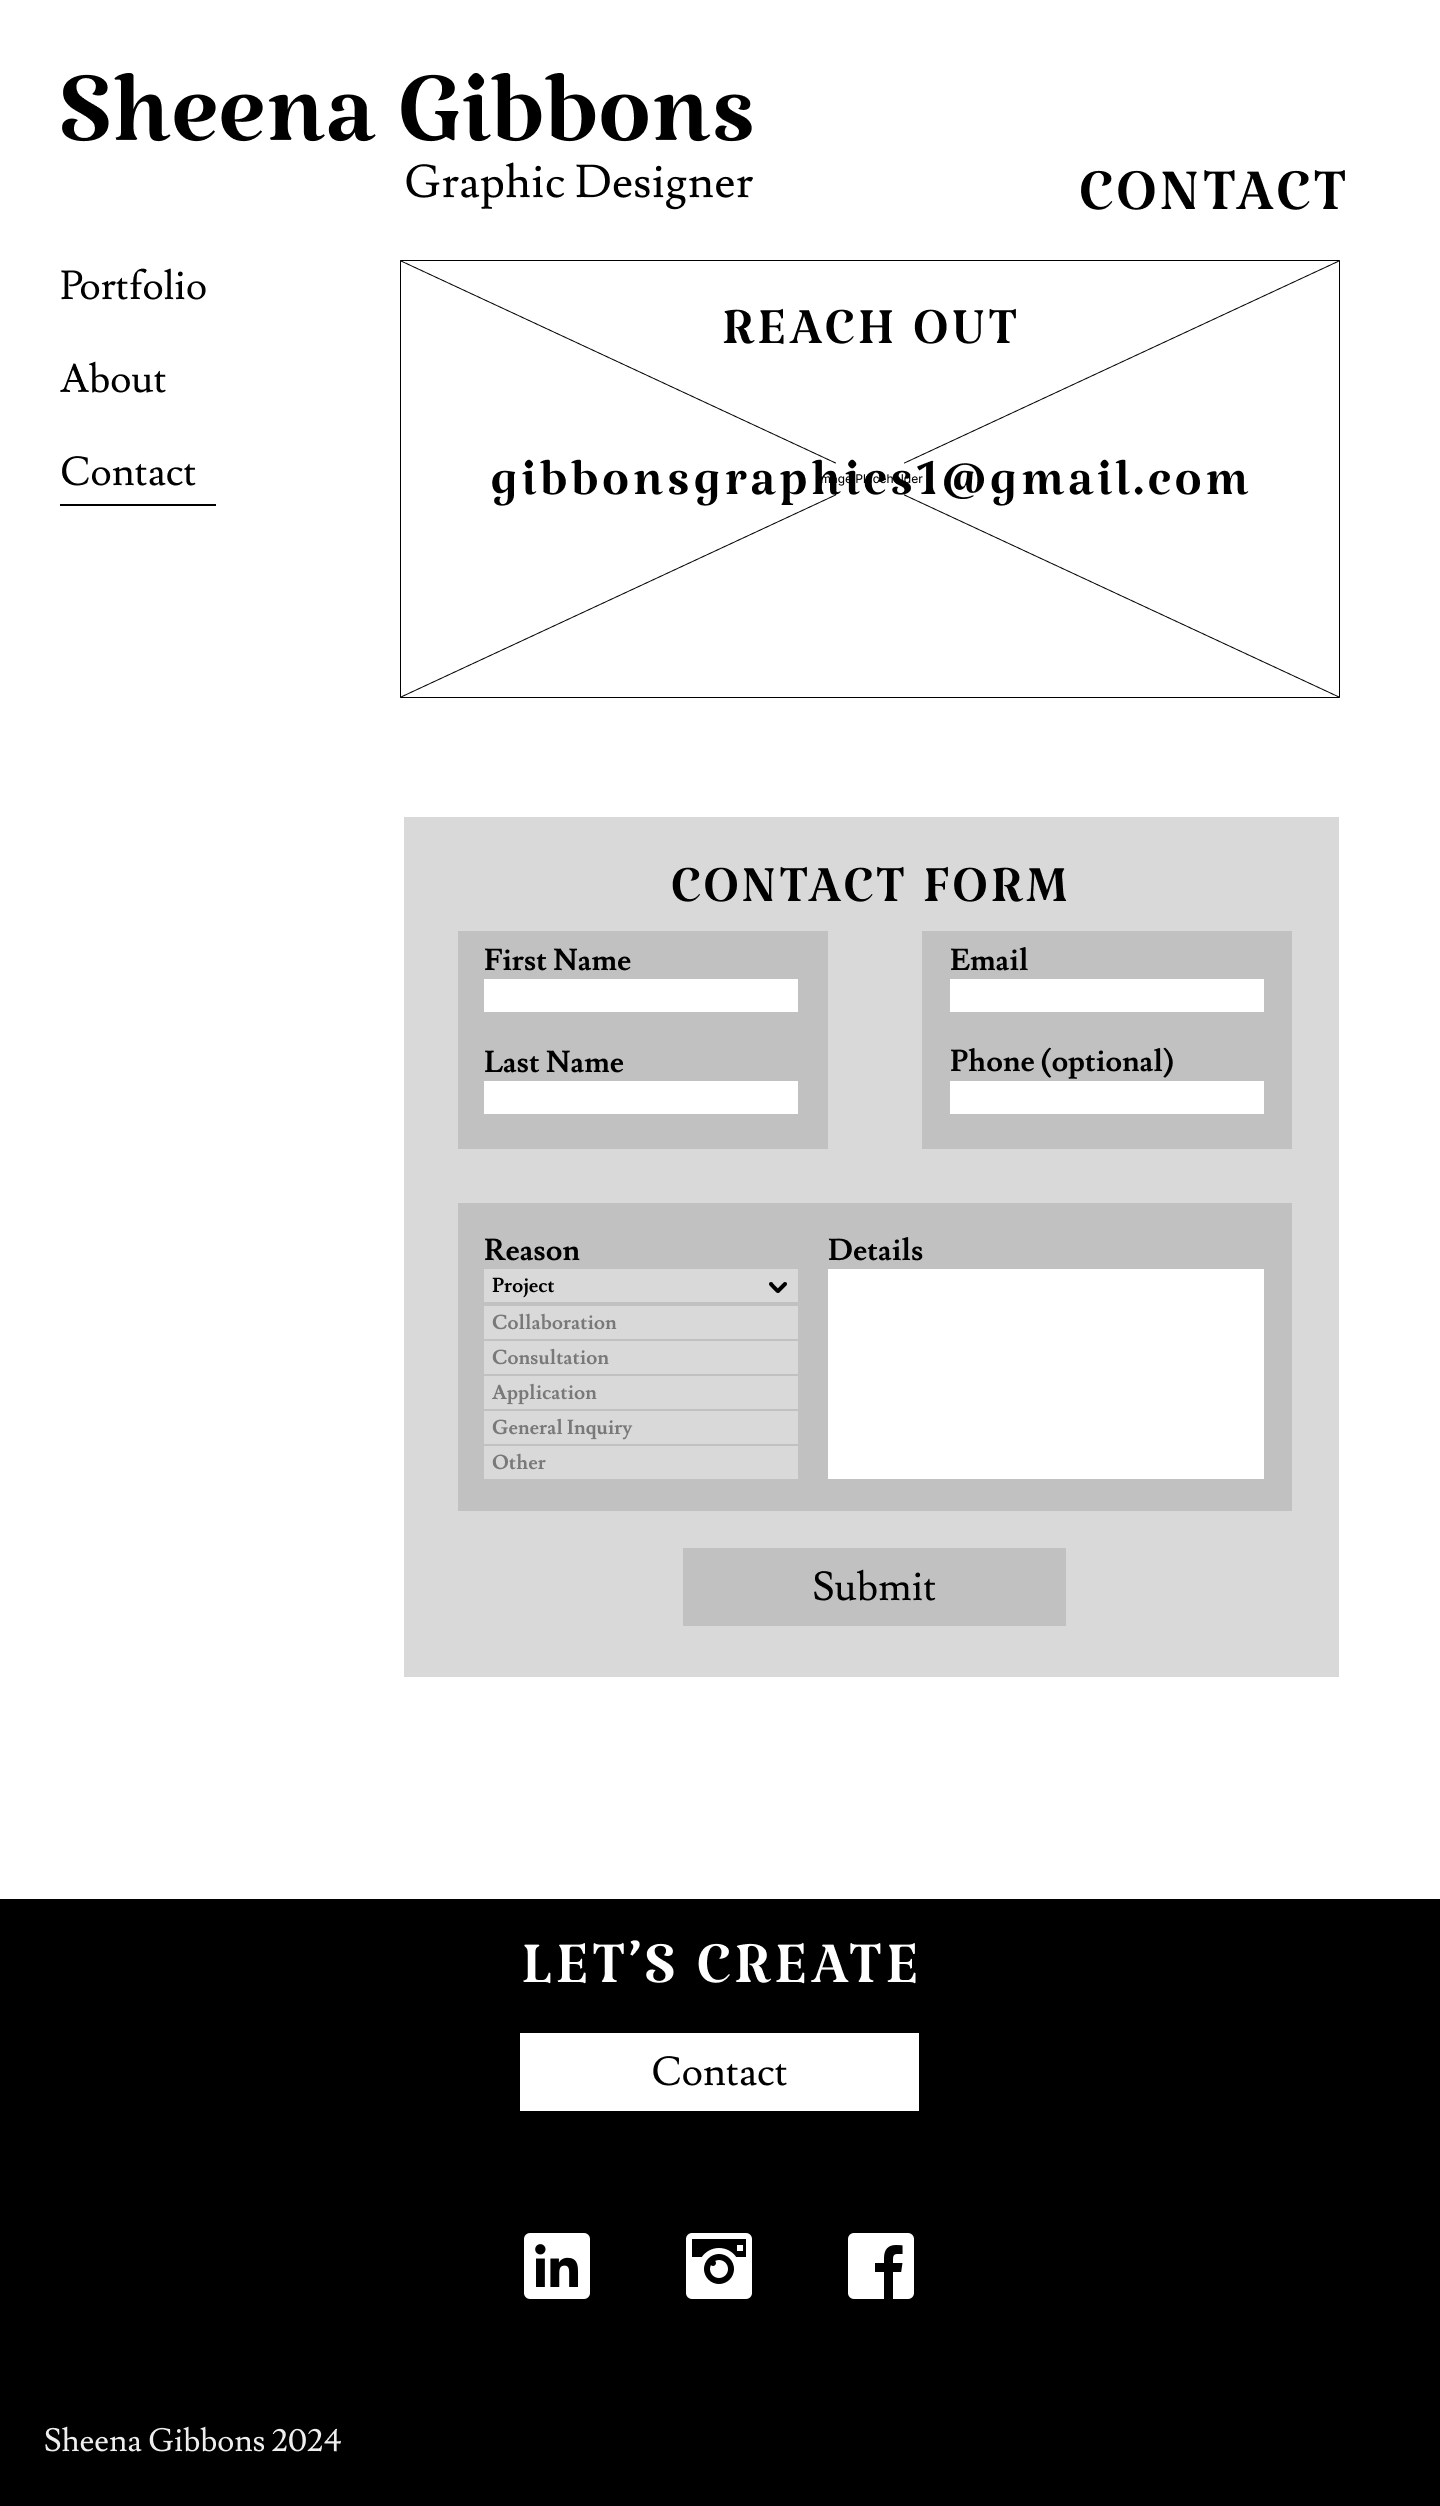 Sheena Gibbons
Graphic Designer
CONTACT
Portfolio
About
Contact
REACH OUT
gibbonsgraphics1@gmail.com
CONTACT FORM
First Name
Email
Last Name
Phone (optional)
Reason
Details
Project
Collaboration
Consultation
Application
General Inquiry
Other
Submit
LET’S CREATE
Contact
in
f
Sheena Gibbons 2024